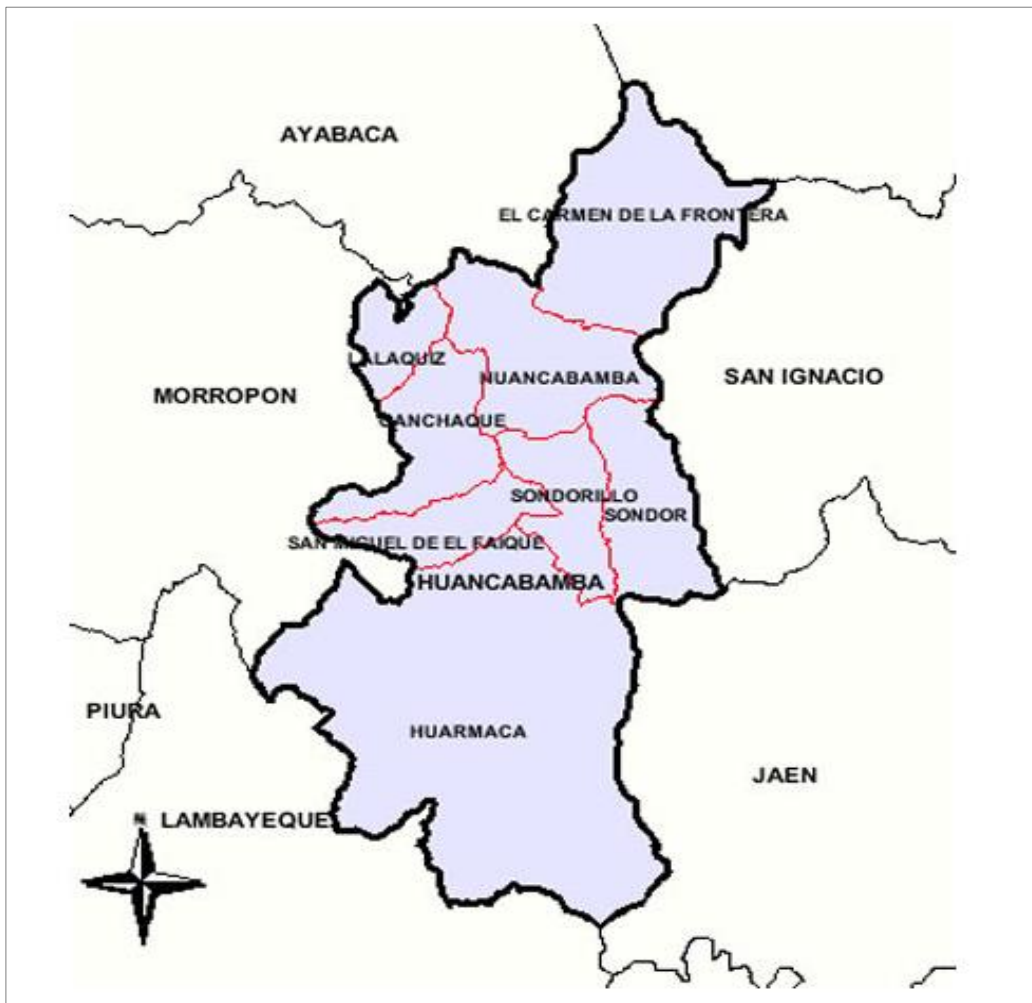 AYABACA
EL CARMEN DE LA FRONTERA
LALAQUIZ
HUANCABAMBA
SAN IGNACIO
MORROPON
CANCHAQUE
SONDORILLO
SONDOR
SAN MIGUEL DE EL FAIQUE
HUANCABAMBA
PIURA
HUARMACA
JAEN
N
LAMBAYEQUE